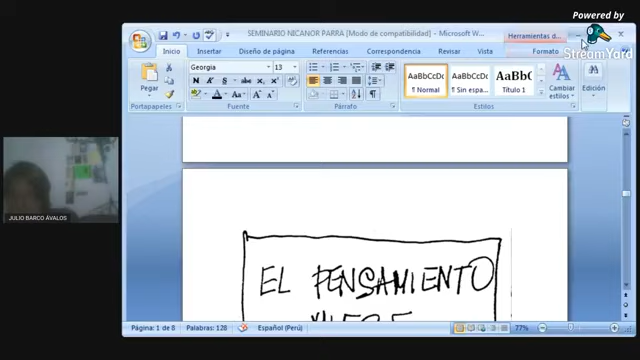 Powered by
StreamYard
SEMINARIO NICANOR PARRA [Modo de compatibilidad] - Microsoft W...
Herramientas d...
Inicio
Insertar
Diseño de página
Referencias
Correspondencia
Revisar
Vista
Formato
Pegar
Portapapeles
Georgia
13
Fuente
Párrafo
AaBbCcDc
¶ Normal
AaBbCcDc
¶ Sin espa...
AaBbC
Título 1
Cambiar
estilos
Estilos
Edición
JULIO BARCO ÁVALOS
EL PENSAMIENTO
Página: 1 de 8
Palabras: 128
Español (Perú)
77%